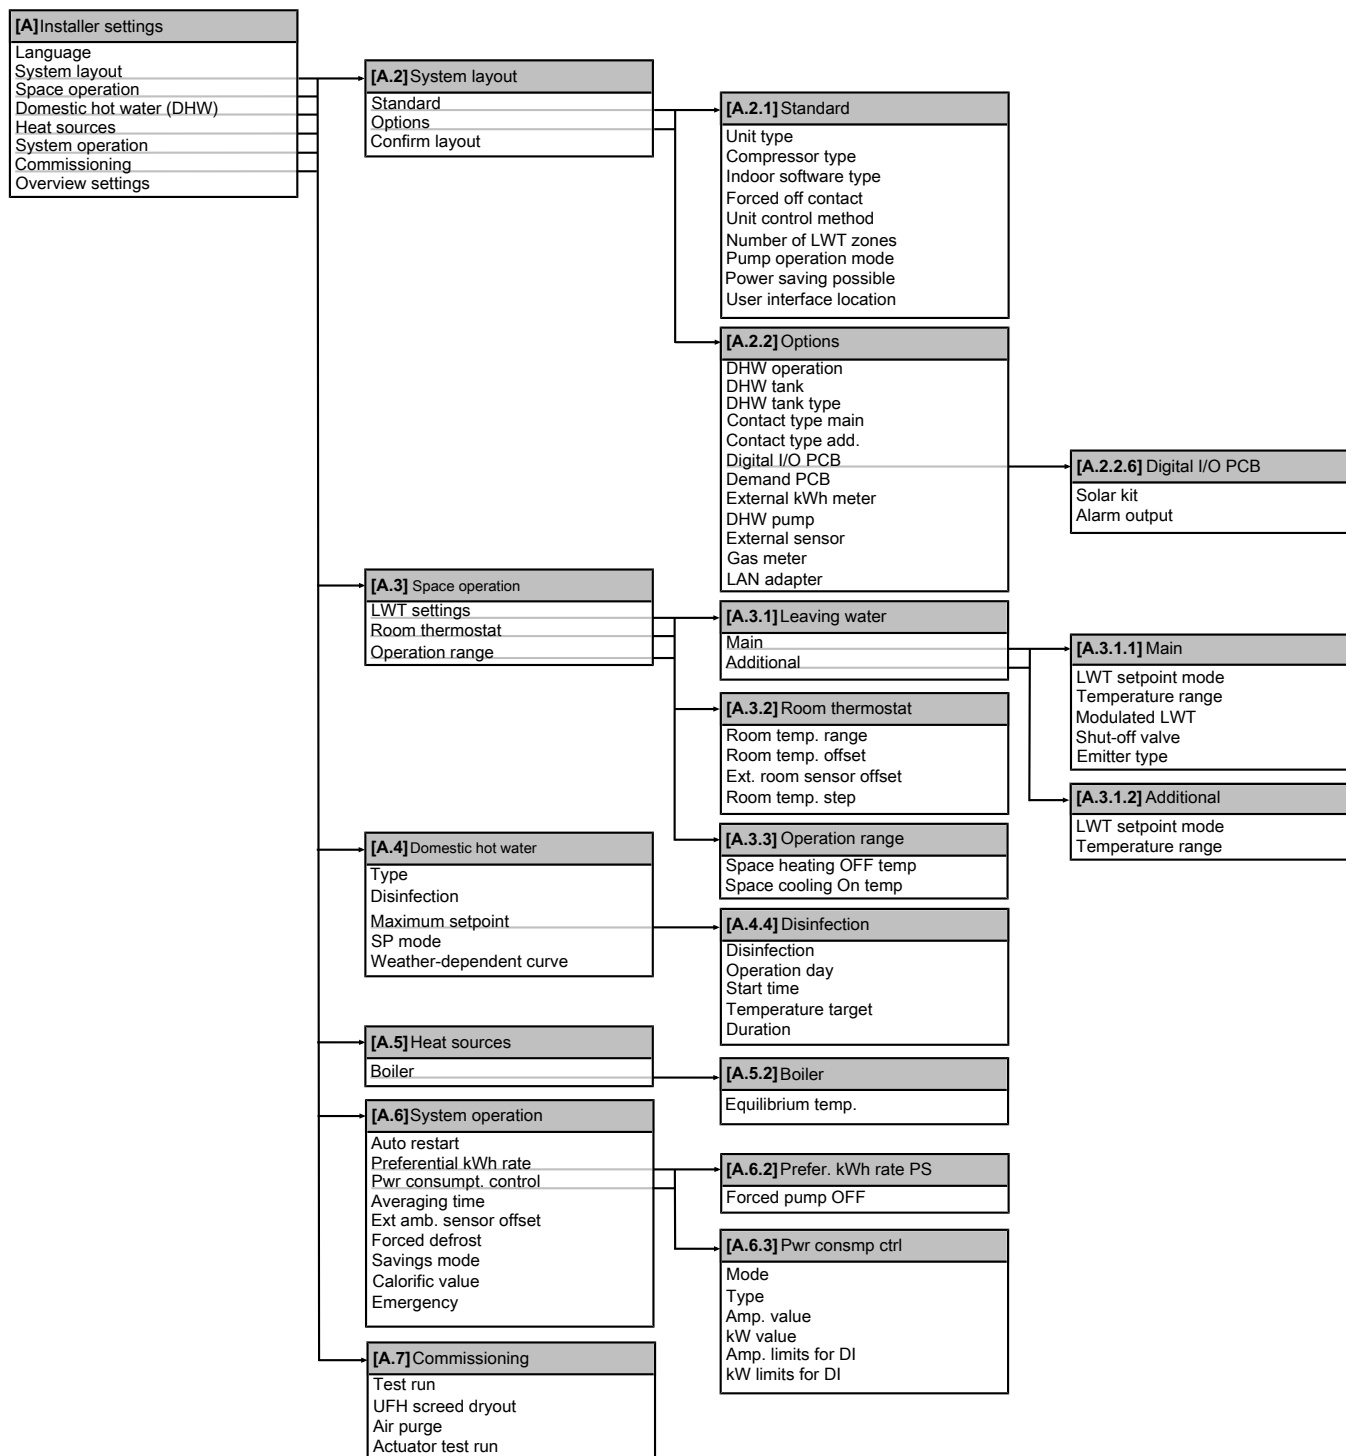 [A] Installer settings
Language
System layout
Space operation
Domestic hot water (DHW)
Heat sources
System operation
Commissioning
Overview settings
[A.2] System layout
Standard
Options
Confirm layout
[A.2.1] Standard
Unit type
Compressor type
Indoor software type
Forced off contact
Unit control method
Number of LWT zones
Pump operation mode
Power saving possible
User interface location
[A.2.2] Options
DHW operation
DHW tank
DHW tank type
Contact type main
Contact type add.
Digital I/O PCB
Demand PCB
External kWh meter
DHW pump
External sensor
Gas meter
LAN adapter
[A.2.2.6] Digital I/O PCB
Solar kit
Alarm output
[A.3] Space operation
LWT settings
Room thermostat
Operation range
[A.3.1] Leaving water
Main
Additional
[A.3.1.1] Main
LWT setpoint mode
Temperature range
Modulated LWT
Shut-off valve
Emitter type
[A.3.1.2] Additional
LWT setpoint mode
Temperature range
[A.3.2] Room thermostat
Room temp. range
Room temp. offset
Ext. room sensor offset
Room temp. step
[A.3.3] Operation range
Space heating OFF temp
Space cooling On temp
[A.4] Domestic hot water
Type
Disinfection
Maximum setpoint
SP mode
Weather-dependent curve
[A.4.4] Disinfection
Disinfection
Operation day
Start time
Temperature target
Duration
[A.5] Heat sources
Boiler
[A.5.2] Boiler
Equilibrium temp.
[A.6] System operation
Auto restart
Preferential kWh rate
Pwr consumpt. control
Averaging time
Ext amb. sensor offset
Forced defrost
Savings mode
Calorific value
Emergency
[A.6.2] Prefer. kWh rate PS
Forced pump OFF
[A.6.3] Pwr consmp ctrl
Mode
Type
Amp. value
kW value
Amp. limits for DI
kW limits for DI
[A.7] Commissioning
Test run
UFH screed dryout
Air purge
Actuator test run